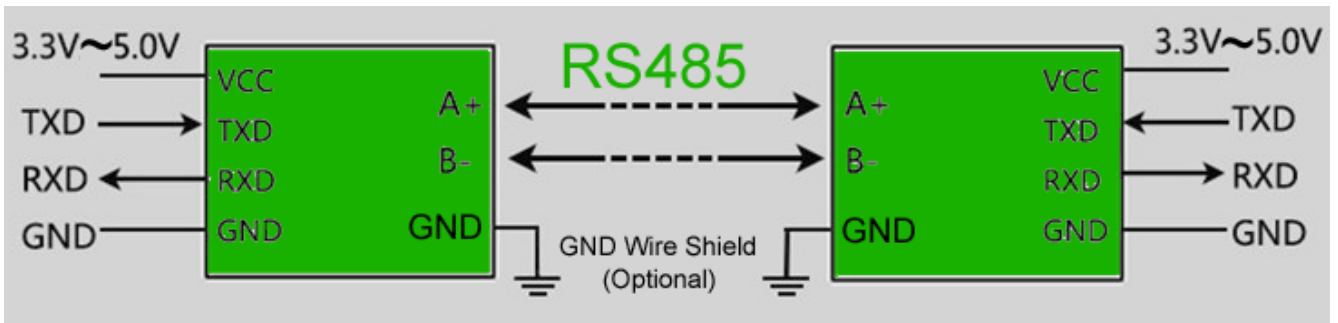 3.3V~5.0V
VCC
TXD
TXD
RXD
RXD
GND
GND
A+
B-
GND
RS485
GND Wire Shield
(Optional)
A+
B-
GND
3.3V~5.0V
VCC
TXD
TXD
RXD
RXD
GND
GND